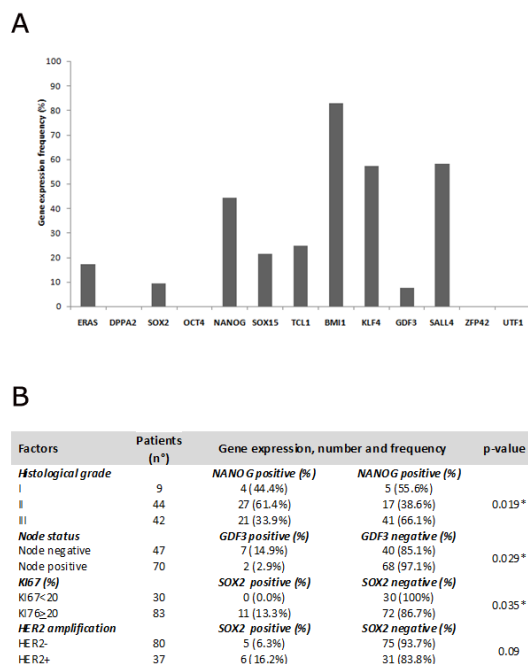 A
Gene expression frequency (%)
100
90
80
70
60
50
40
30
20
10
0
ERAS DPPA2 SOX2 OCT4 NANOG SOX15 TCL1 BMI1 KLF4 GDF3 SALL4 ZFP42 UTF1
B
Factors Patients (n°) Gene expression, number and frequency p-value
Histological grade NANOG positive (%) NANOG negative (%)
I 9 4 (44.4%) 5 (55.6%)
II 44 27 (61.4%) 17 (38.6%) 0.019*
III 42 21 (33.9%) 41 (66.1%)
Node status GDF3 positive (%) GDF3 negative (%)
Node negative 47 7 (14.9%) 40 (85.1%) 0.029*
Node positive 70 2 (2.9%) 68 (97.1%)
KI67 (%) SOX2 positive (%) SOX2 negative (%)
KI67<20 30 0 (0.0%) 30 (100%) 0.035*
KI76≥20 83 11 (13.3%) 72 (86.7%)
HER2 amplification SOX2 positive (%) SOX2 negative (%)
HER2- 80 5 (6.3%) 75 (93.7%) 0.09
HER2+ 37 6 (16.2%) 31 (83.8%)